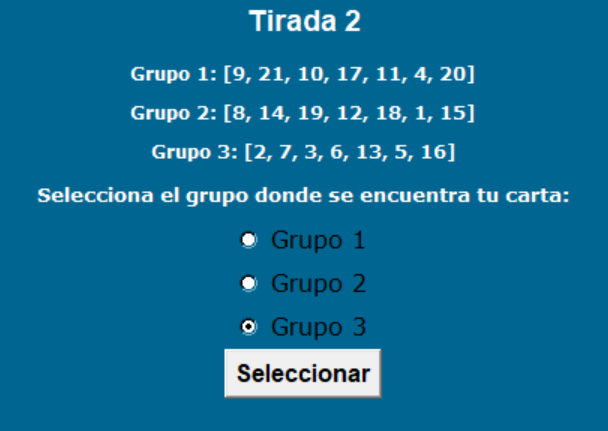 Tirada 2
Grupo 1: [9, 21, 10, 17, 11, 4, 20]
Grupo 2: [8, 14, 19, 12, 18, 1, 15]
Grupo 3: [2, 7, 3, 6, 13, 5, 16]
Selecciona el grupo donde se encuentra tu carta:
Grupo 1
Grupo 2
Grupo 3
Seleccionar